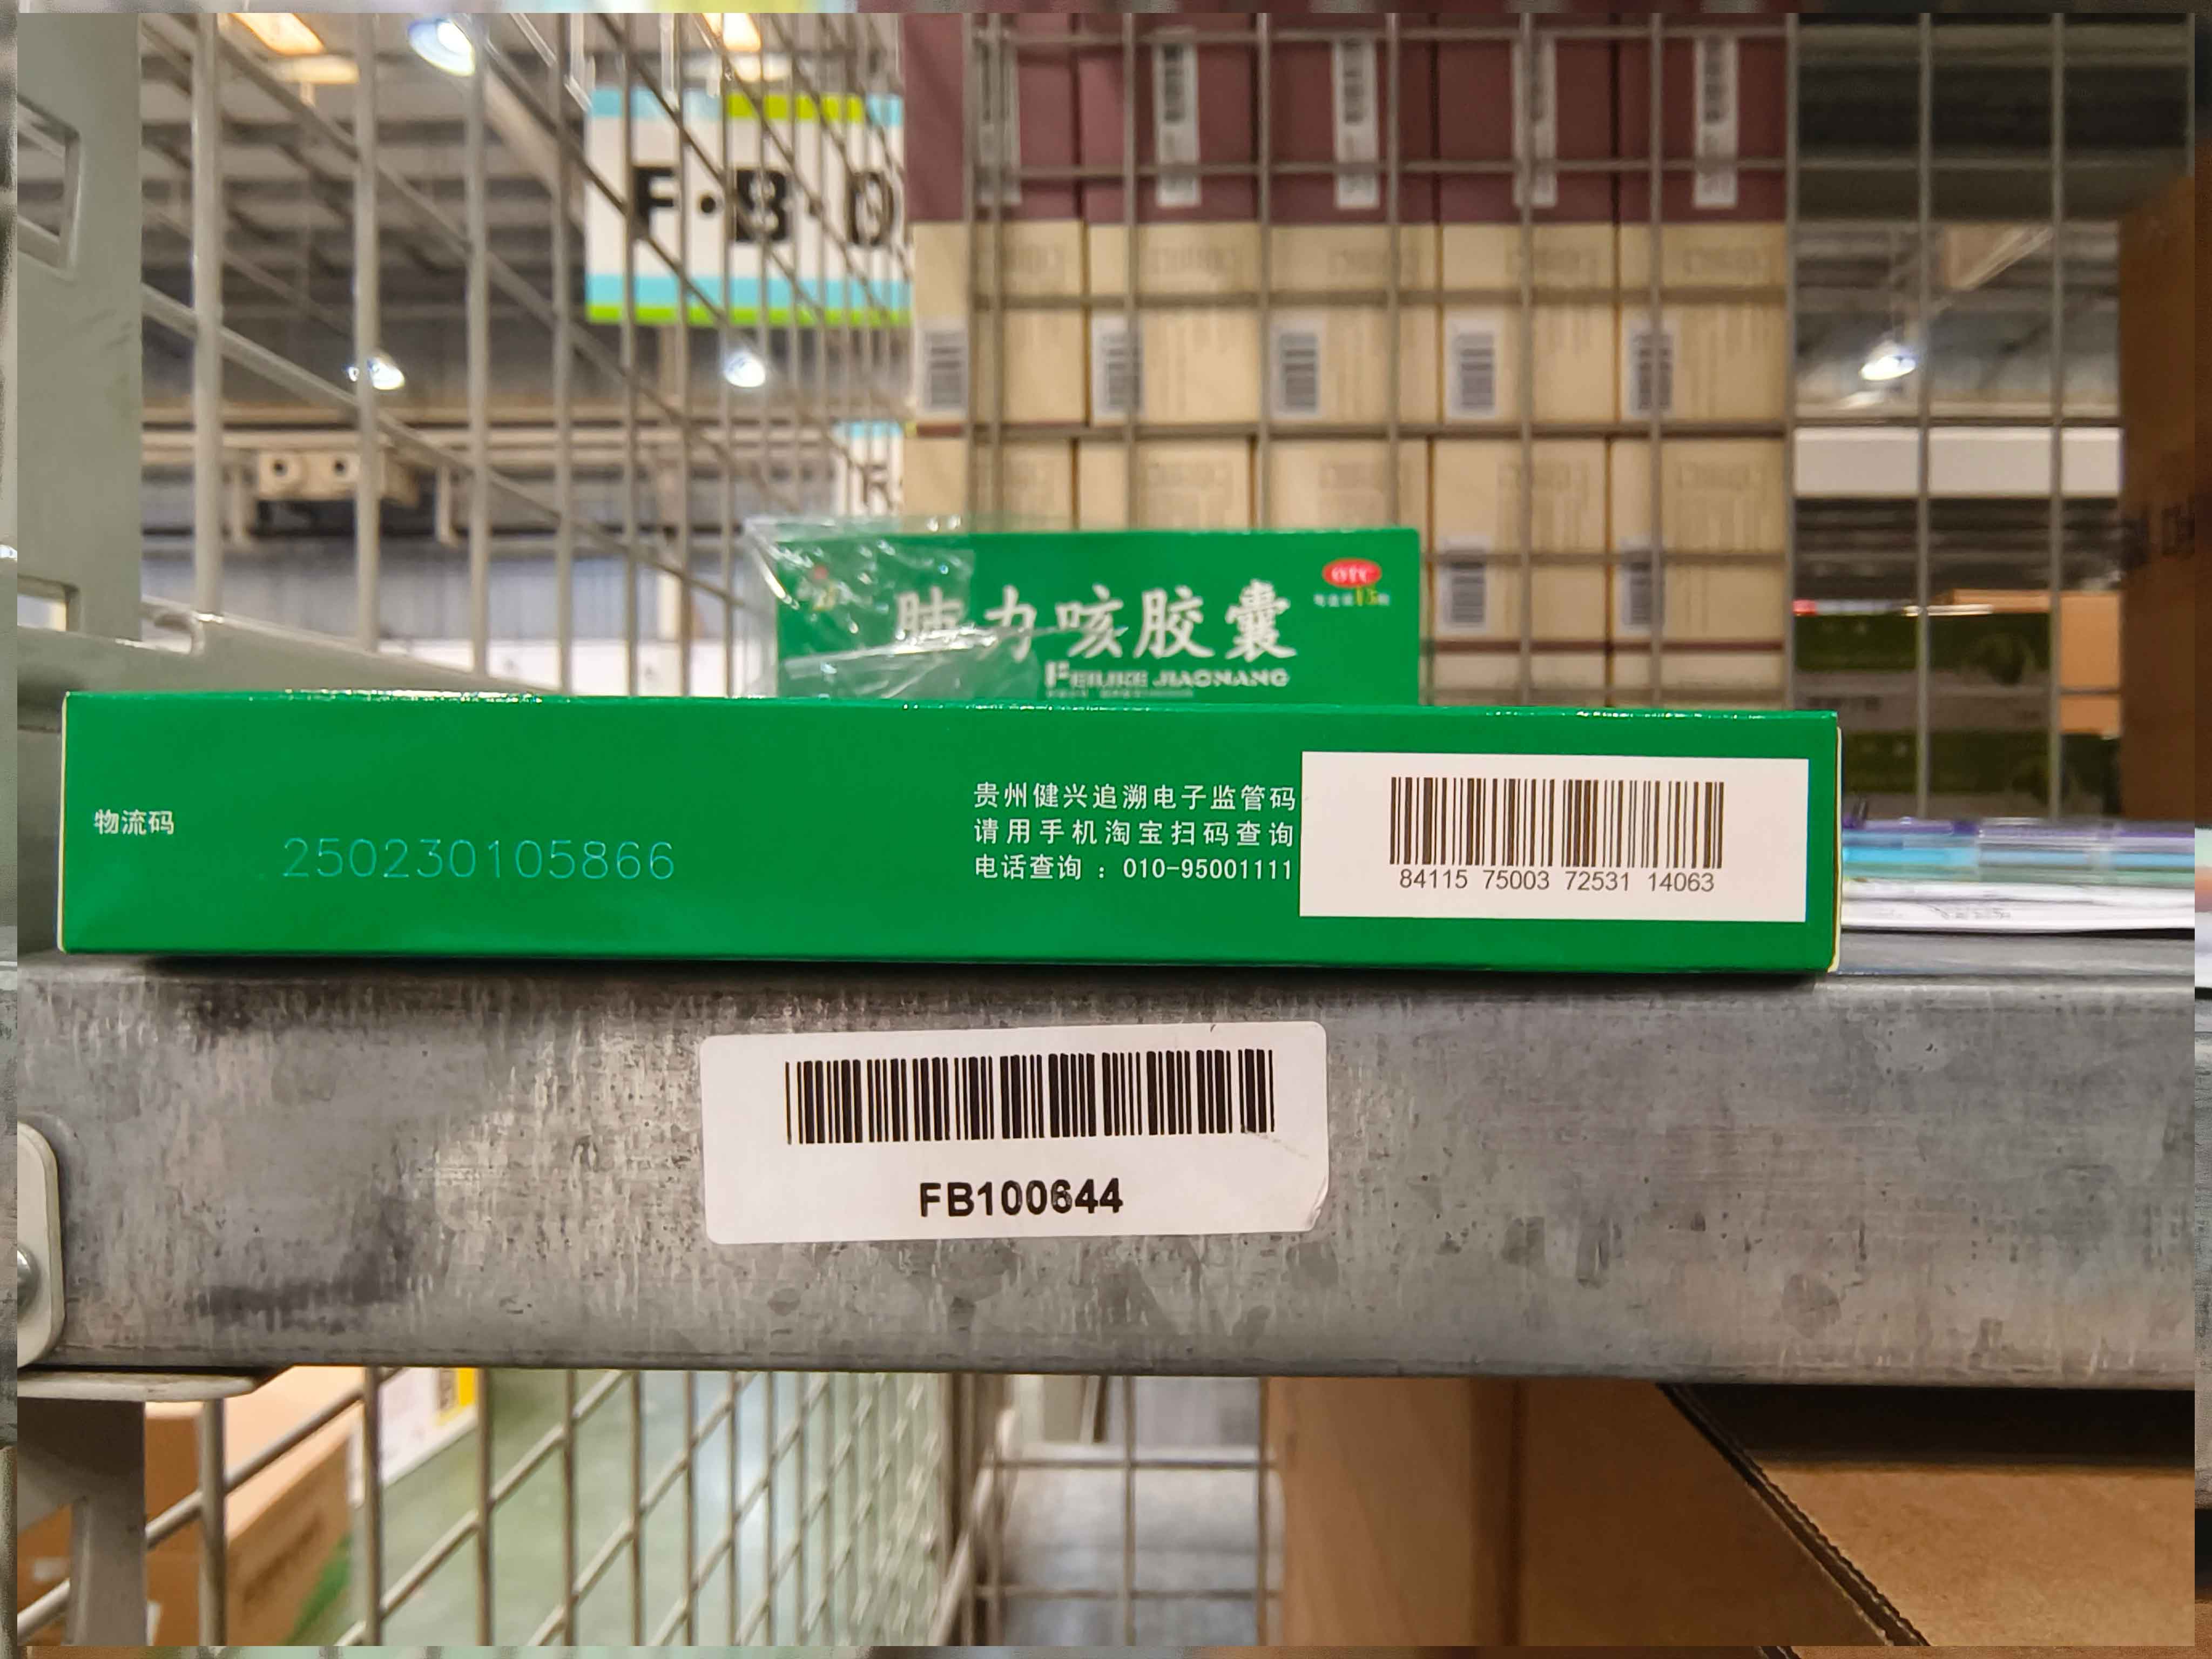 F·B·0
OTC
肺力咳胶囊
FEILIKE JIAONANG
物流码
250230105866
贵州健兴追溯电子监管码
请用手机淘宝扫码查询
电话查询：010-95001111
84115 75003 72531 14063
FB100644